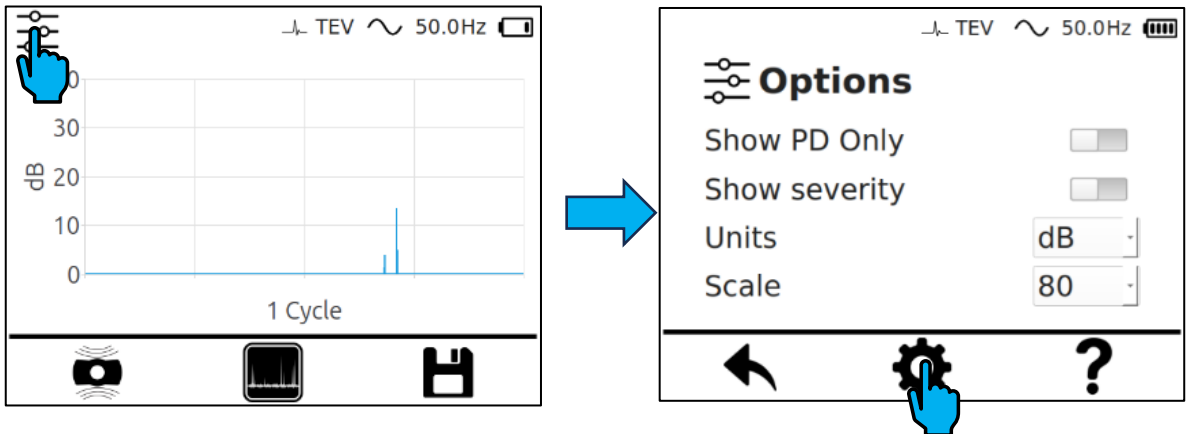 TEV 50.0Hz
0
30
dB
20
10
0
1 Cycle
TEV 50.0Hz
Options
Show PD Only
Show severity
Units dB
Scale 80
?